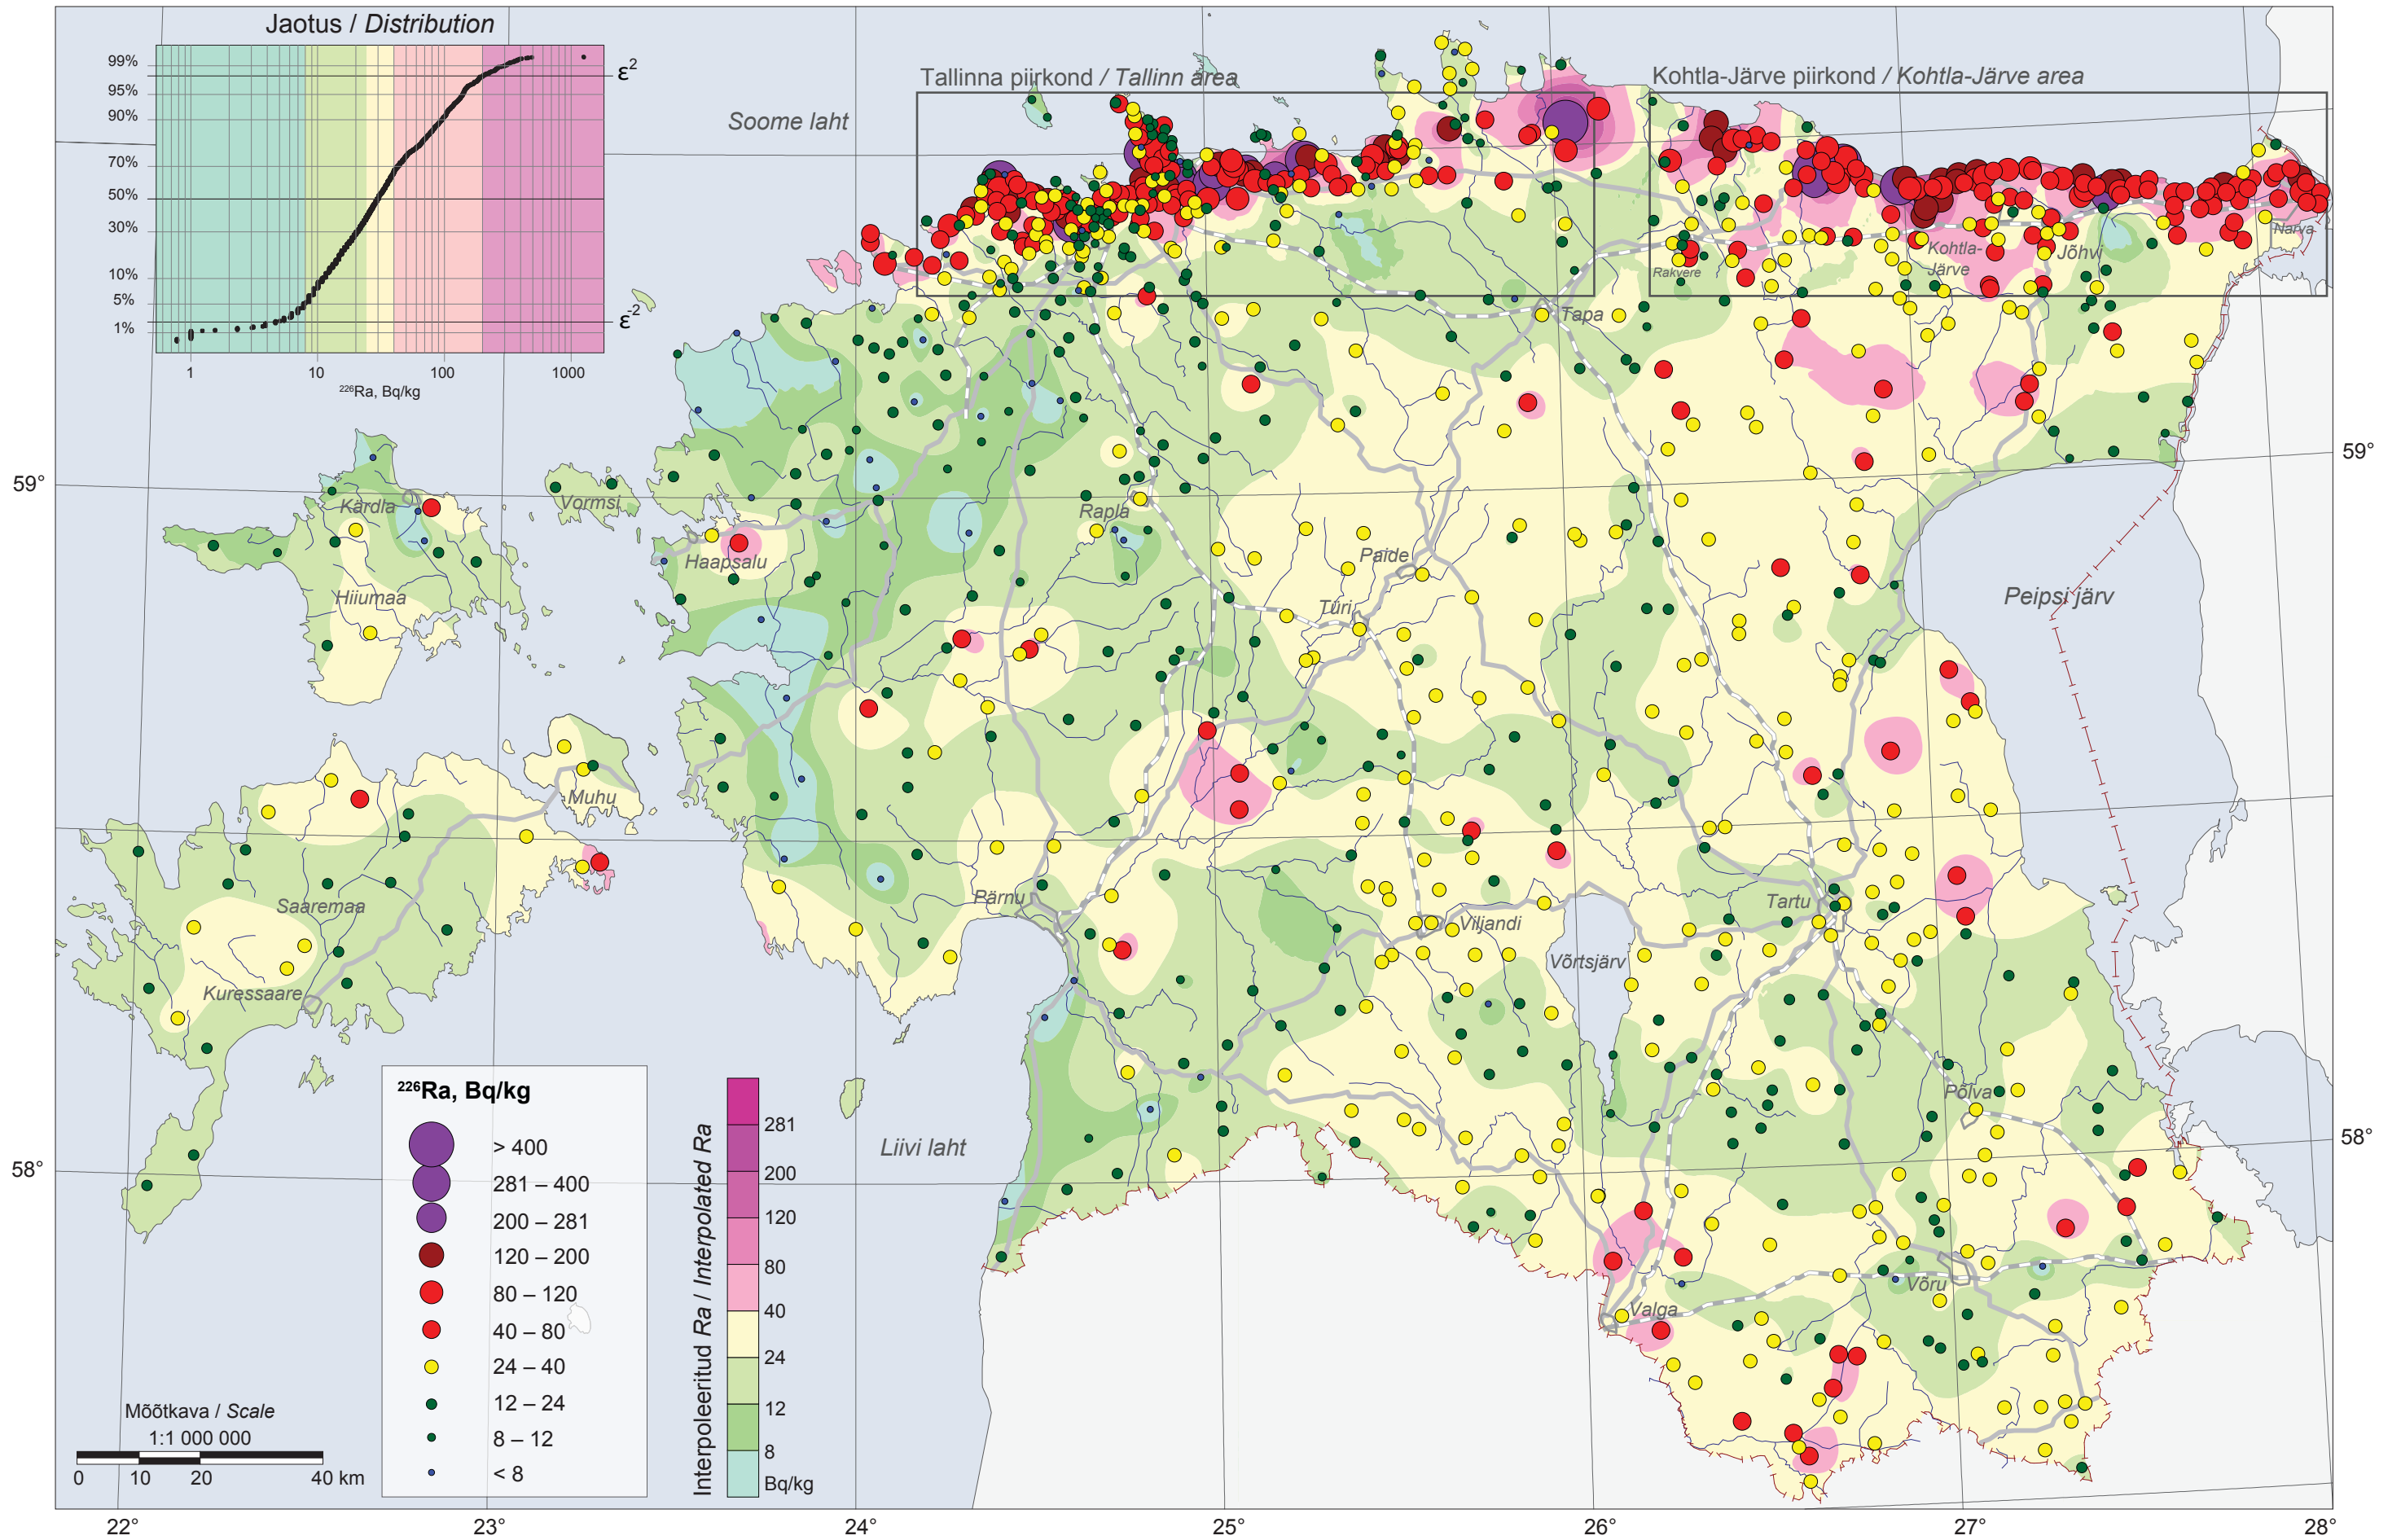 Jaotus / Distribution
99%
95%
90%
70%
50%
30%
10%
5%
1%
ε2
ε-2
1
10
100
1000
226Ra, Bq/kg
Tallinna piirkond / Tallinn area
Kohtla-Järve piirkond / Kohtla-Järve area
Soome laht
Narva
Kohtla-
Järve
Jõhvi
Rakvere
Tapa
59°
59°
Kärdla
Vormsi
Rapla
Haapsalu
Paide
Hiiumaa
Türi
Peipsi järv
Muhu
Saaremaa
Pärnu
Viljandi
Tartu
Võrtsjärv
Kuressaare
Põlva
58°
58°
Liivi laht
Võru
Valga
226Ra, Bq/kg
> 400
281 – 400
200 – 281
120 – 200
80 – 120
40 – 80
24 – 40
12 – 24
8 – 12
< 8
Interpoleeritud Ra / Interpolated Ra
281
200
120
80
40
24
12
8
Bq/kg
Mõõtkava / Scale
1:1 000 000
0
10
20
40 km
22°
23°
24°
25°
26°
27°
28°